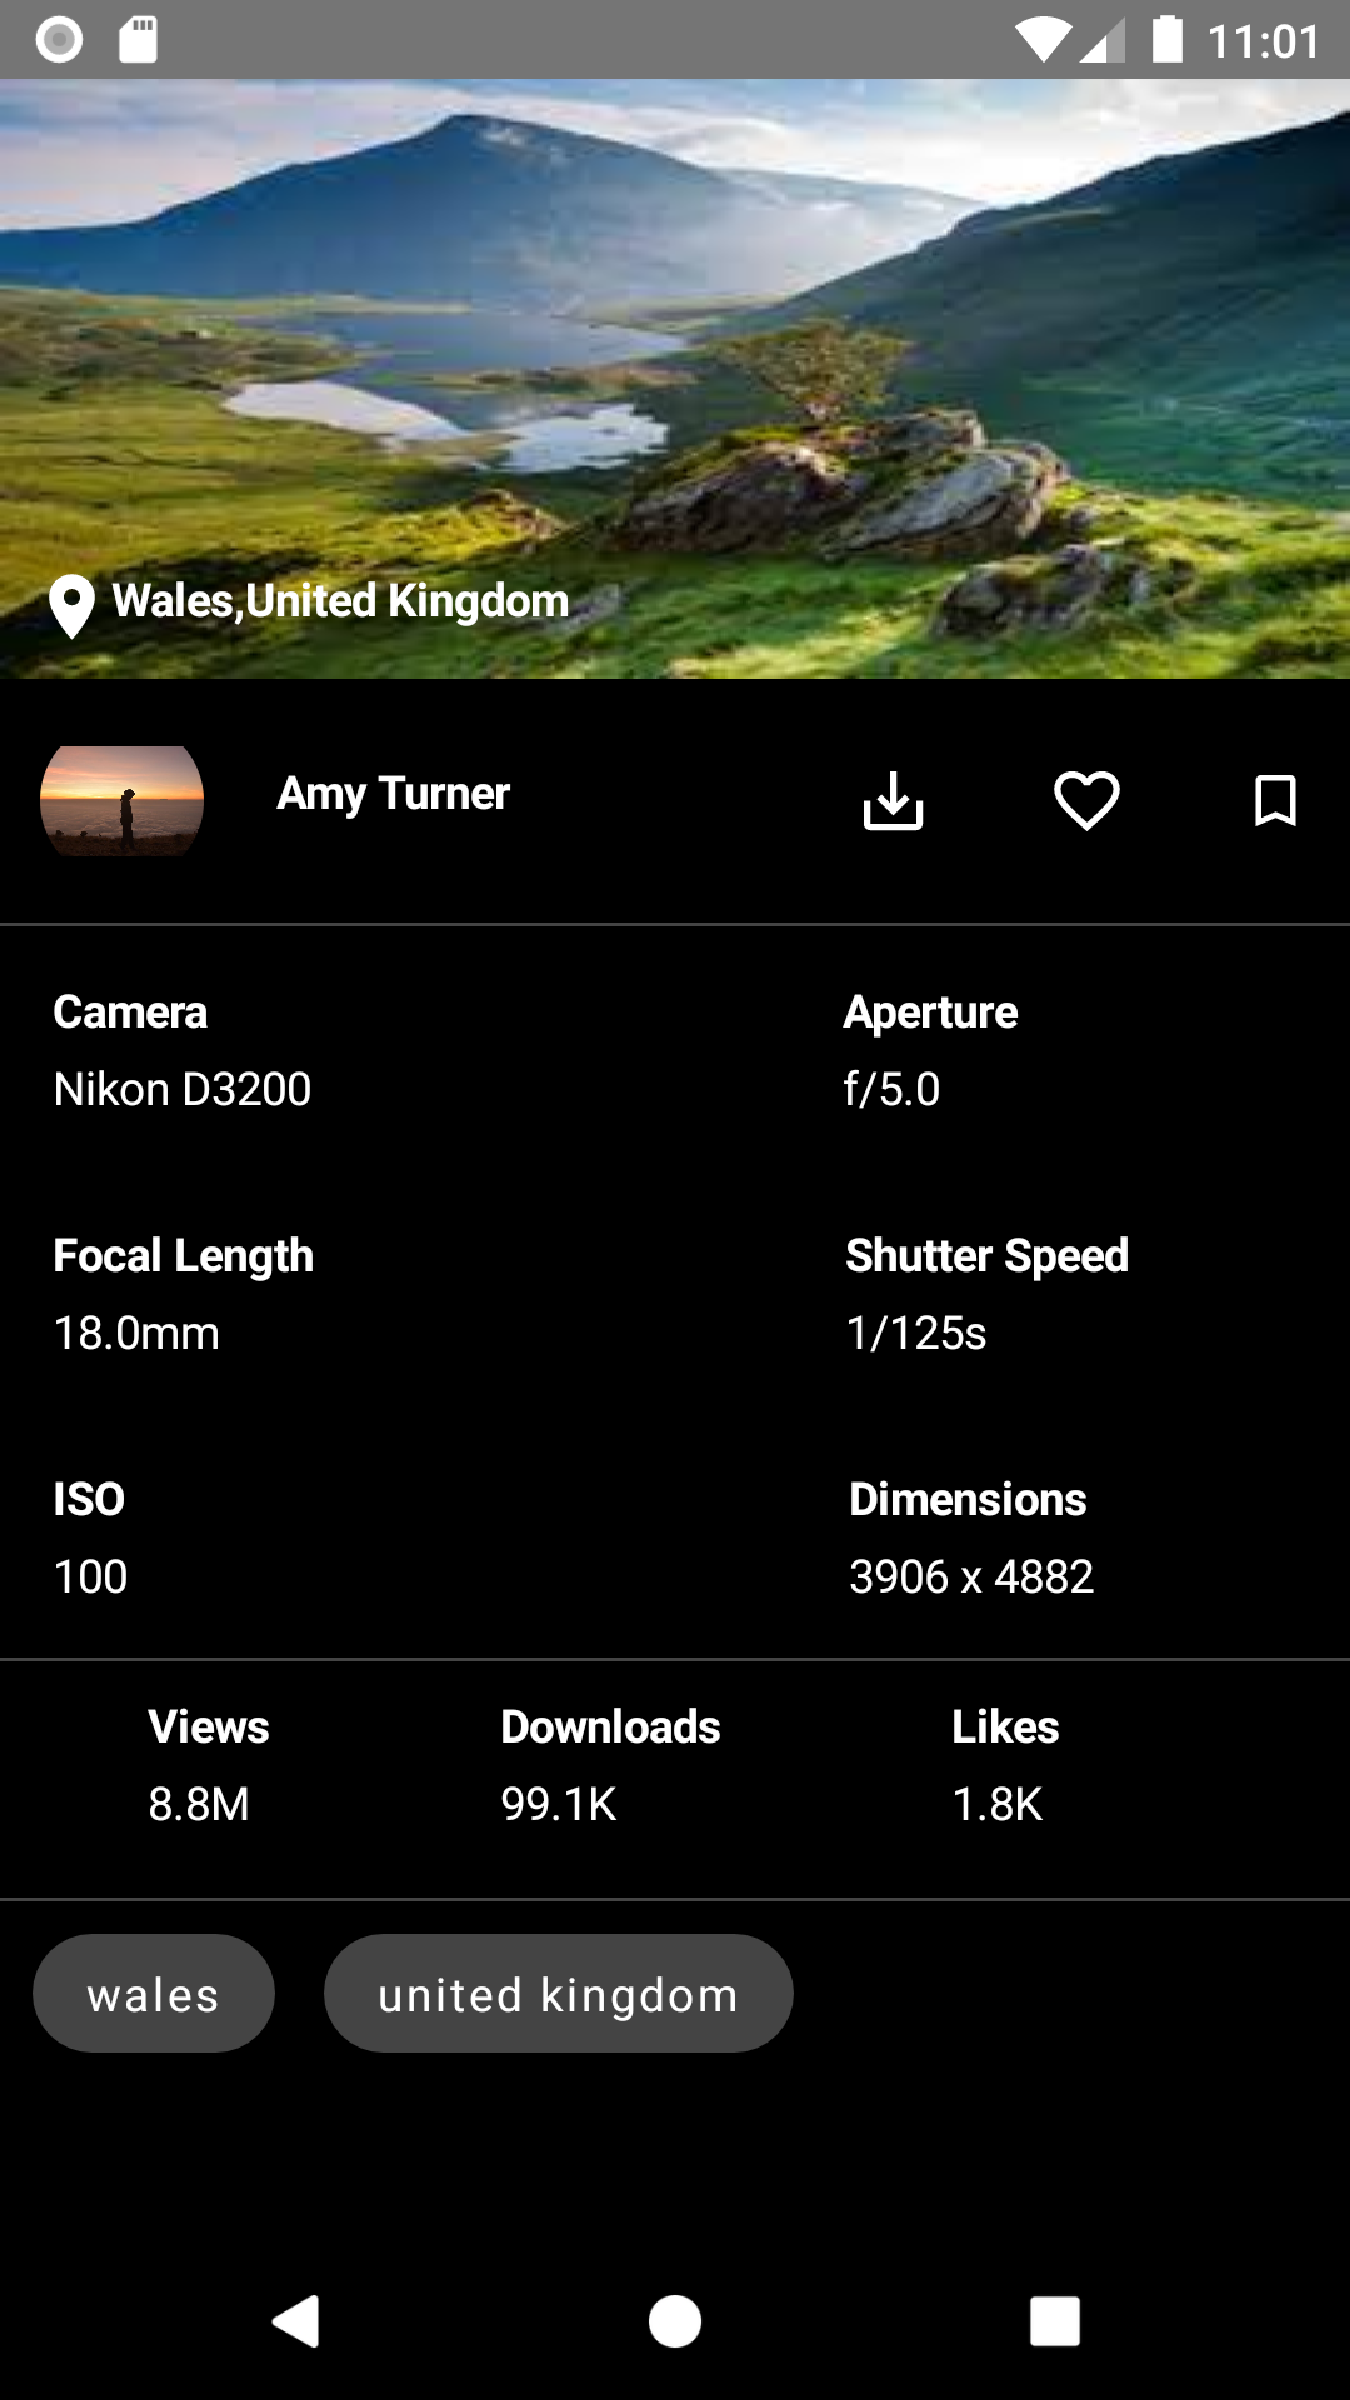 11:01
Wales,United Kingdom
Amy Turner
Camera
Aperture
Nikon D3200
f/5.0
Focal Length
Shutter Speed
18.0mm
1/125s
ISO
Dimensions
100
3906 x 4882
Views
Downloads
Likes
8.8M
99.1K
1.8K
wales
united kingdom